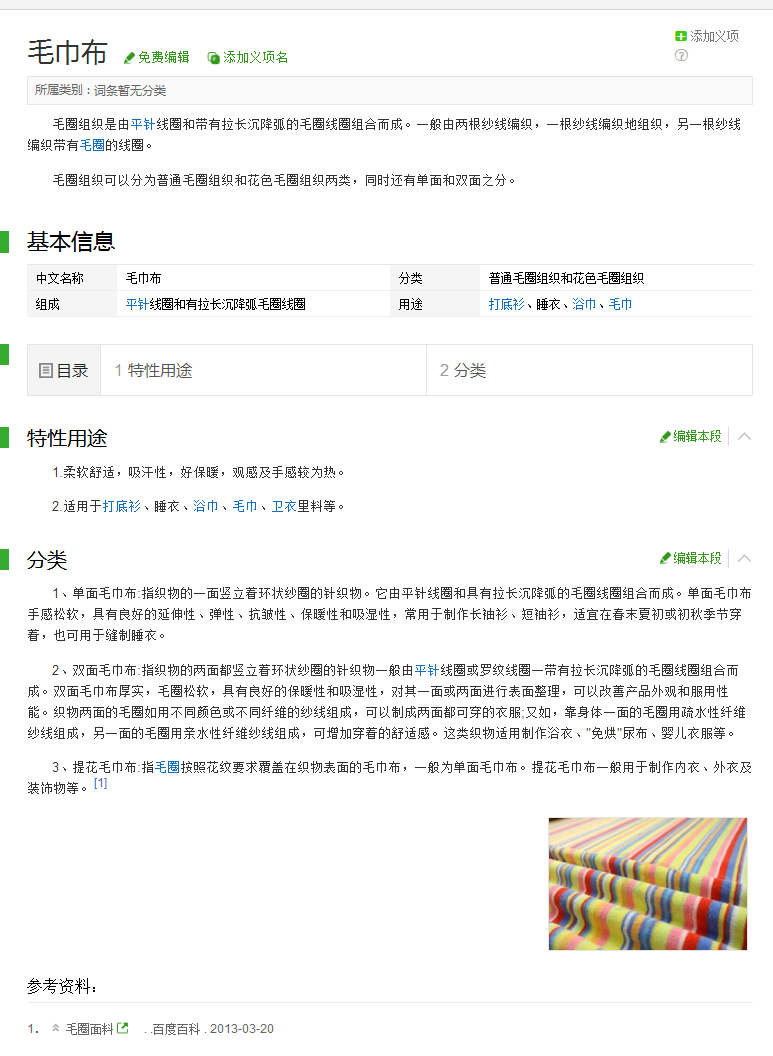 毛巾布 免费编辑 添加义项名
添加义项
?
所属类别 : 词条暂无分类
毛圈组织是由平针线圈和带有拉长沉降弧的毛圈线圈组合而成。一般由两根纱线编织，一根纱线编织地组织，另一根纱线
编织带有毛圈的线圈。
毛圈组织可以分为普通毛圈组织和花色毛圈组织两类，同时还有单面和双面之分。
基本信息
中文名称 毛巾布 分类 普通毛圈组织和花色毛圈组织
组成 平针线圈和有拉长沉降弧毛圈线圈 用途 打底衫、睡衣、浴巾、毛巾
目录 1 特性用途 2 分类
特性用途 编辑本段
1.柔软舒适，吸汗性，好保暖，观感及手感较为热。
2.适用于打底衫、睡衣、浴巾、毛巾、卫衣里料等。
分类 编辑本段
1、单面毛巾布:指织物的一面竖立着环状纱圈的针织物。它由平针线圈和具有拉长沉降弧的毛圈线圈组合而成。单面毛巾布
手感松软，具有良好的延伸性、弹性、抗皱性、保暖性和吸湿性，常用于制作长袖衫、短袖衫，适宜在春末夏初或初秋季节穿
着，也可用于缝制睡衣。
2、双面毛巾布:指织物的两面都竖立着环状纱圈的针织物一般由平针线圈或罗纹线圈一带有拉长沉降弧的毛圈线圈组合而
成。双面毛巾布厚实，毛圈松软，具有良好的保暖性和吸湿性，对其一面或两面进行表面整理，可以改善产品外观和服用性
能。织物两面的毛圈如用不同颜色或不同纤维的纱线组成，可以制成两面都可穿的衣服;又如，靠身体一面的毛圈用疏水性纤维
纱线组成，另一面的毛圈用亲水性纤维纱线组成，可增加穿着的舒适感。这类织物适用制作浴衣、"免烘"尿布、婴儿衣服等。
3、提花毛巾布:指毛圈按照花纹要求覆盖在织物表面的毛巾布，一般为单面毛巾布。提花毛巾布一般用于制作内衣、外衣及
装饰物等。[1]
参考资料：
1. 毛圈面料 . .百度百科 . 2013-03-20